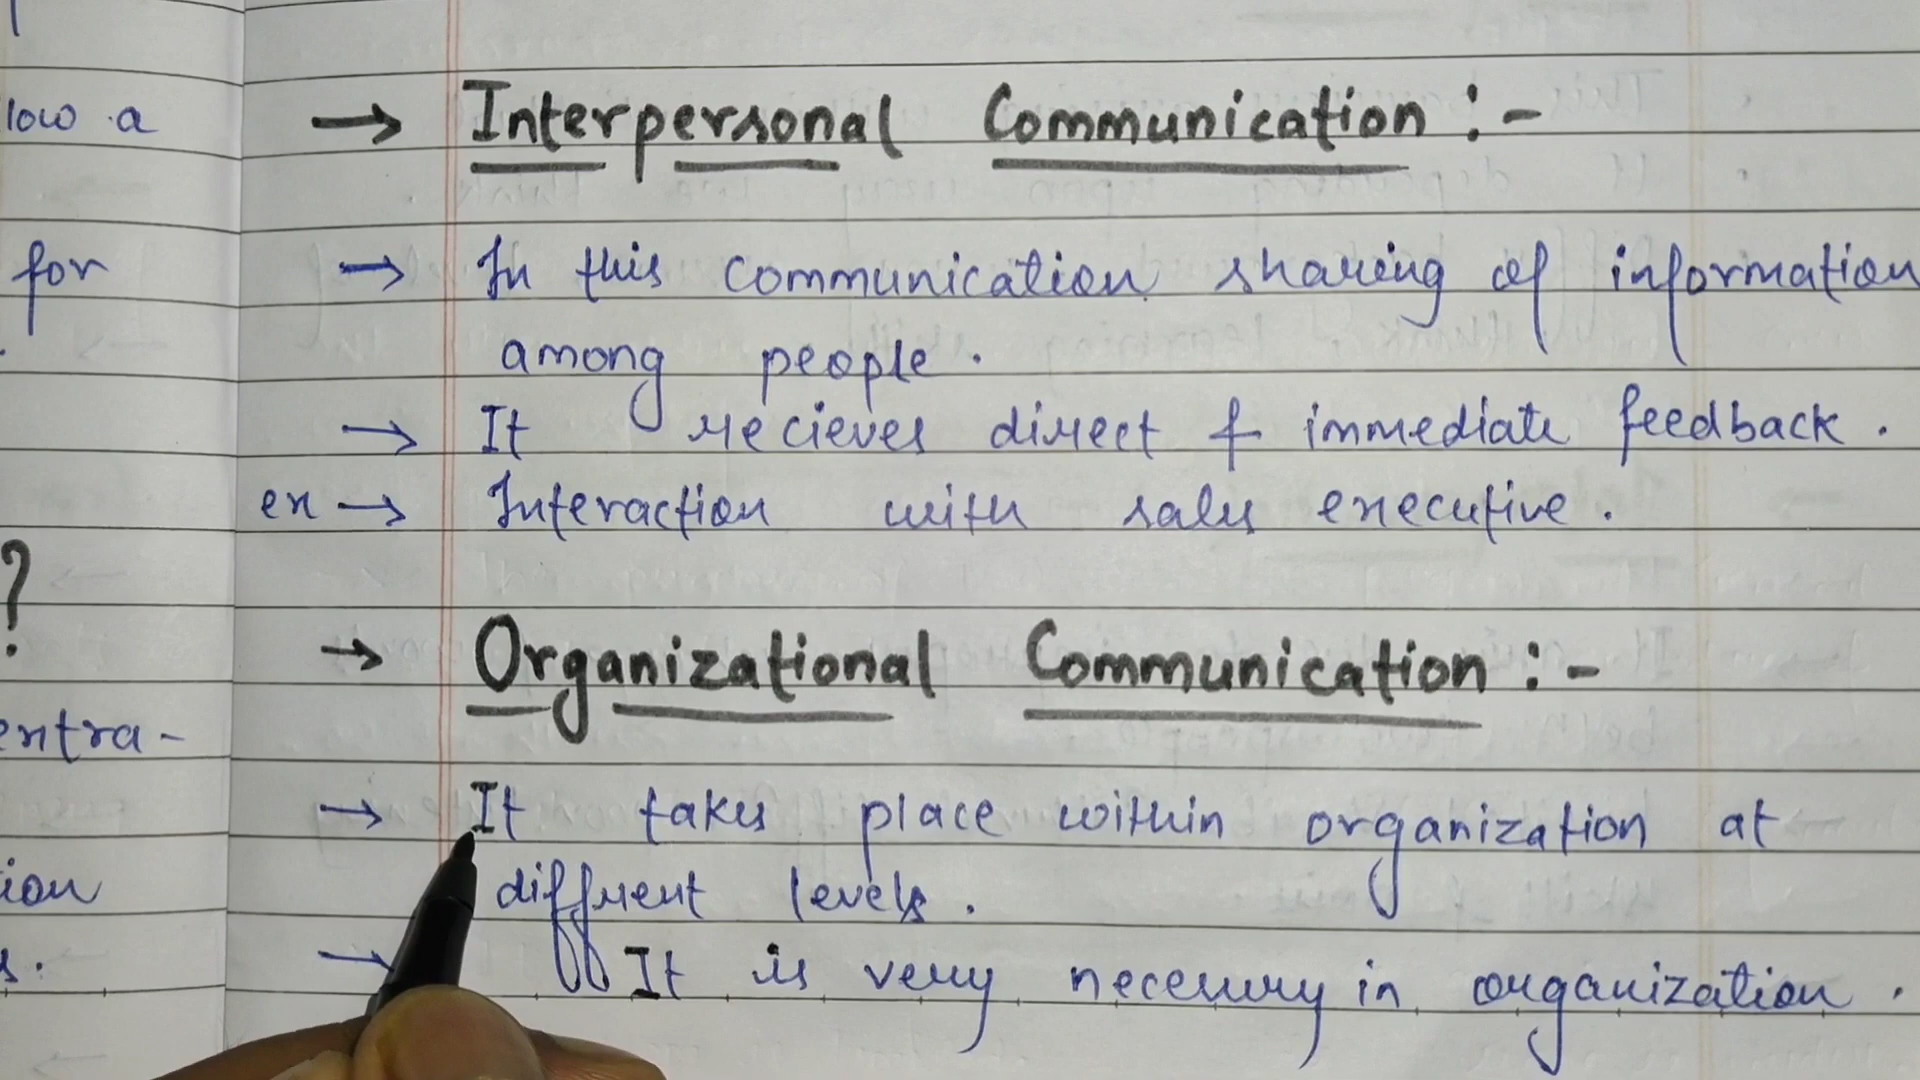 low a
for
?
extra-
ion
s.
→ Interpersonal Communication :-
→ In this communication sharing of information
among people.
→ It recieves direct & immediate feedback.
ex → Interaction with sales executive.
→ Organizational Communication :-
→ It takes place within organization at
different levels.
→ It is very necessary in organization.